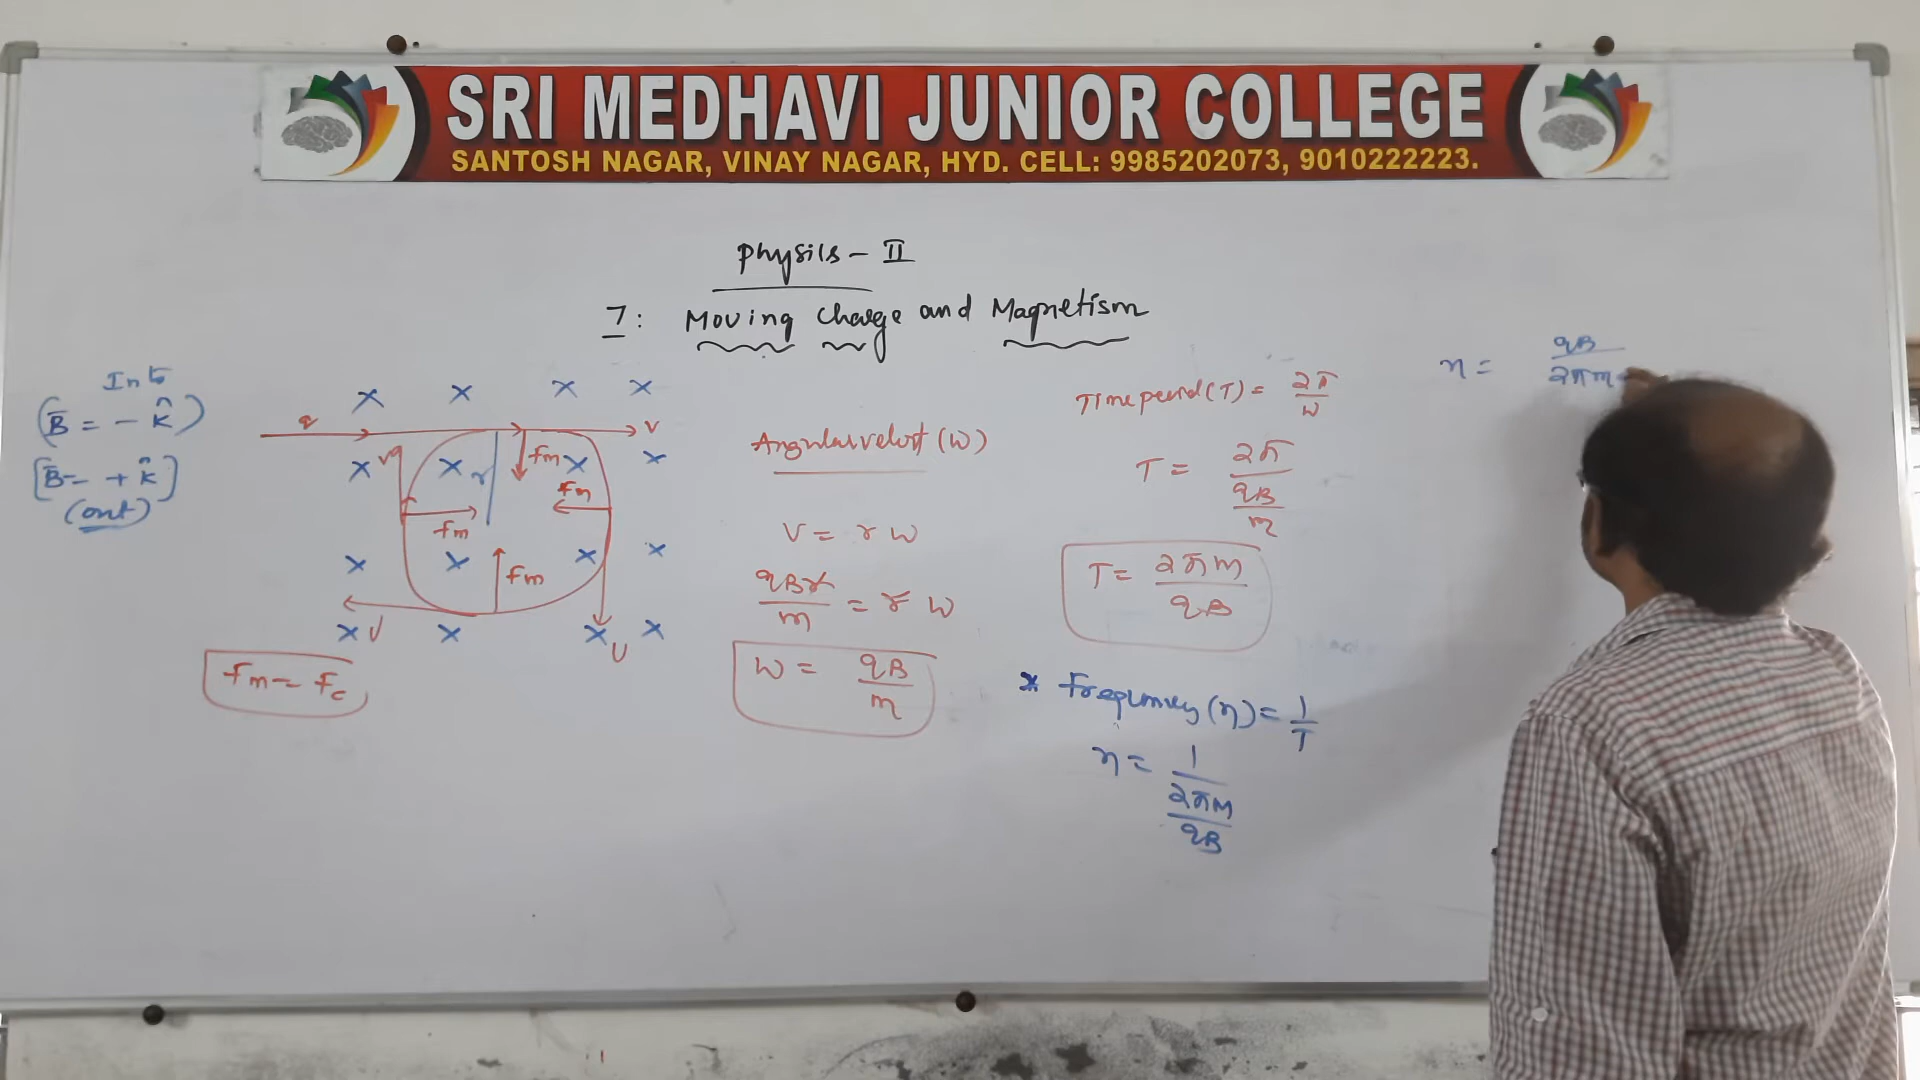 SRI MEDHAVI JUNIOR COLLEGE
SANTOSH NAGAR, VINAY NAGAR, HYD. CELL: 9985202073, 9010222223.
Physics - II
7: Moving Charge and Magnetism
Into
(B̄ = - k̂)
[B̄ = + k̂]
(out)
q
v
x x x x
x x x x
x x x x
x x x x
r
fm
fm
fm
fm
v
v
fm = fc
Angular velot (ω)
v = r ω
qBr/m = r ω
ω = qB/m
Time period (T) = 2π/ω
T = 2π/(qB/m)
T = 2πm/qB
* Frequency (η) = 1/T
η = 1/(2πm/qB)
η = qB/2πm